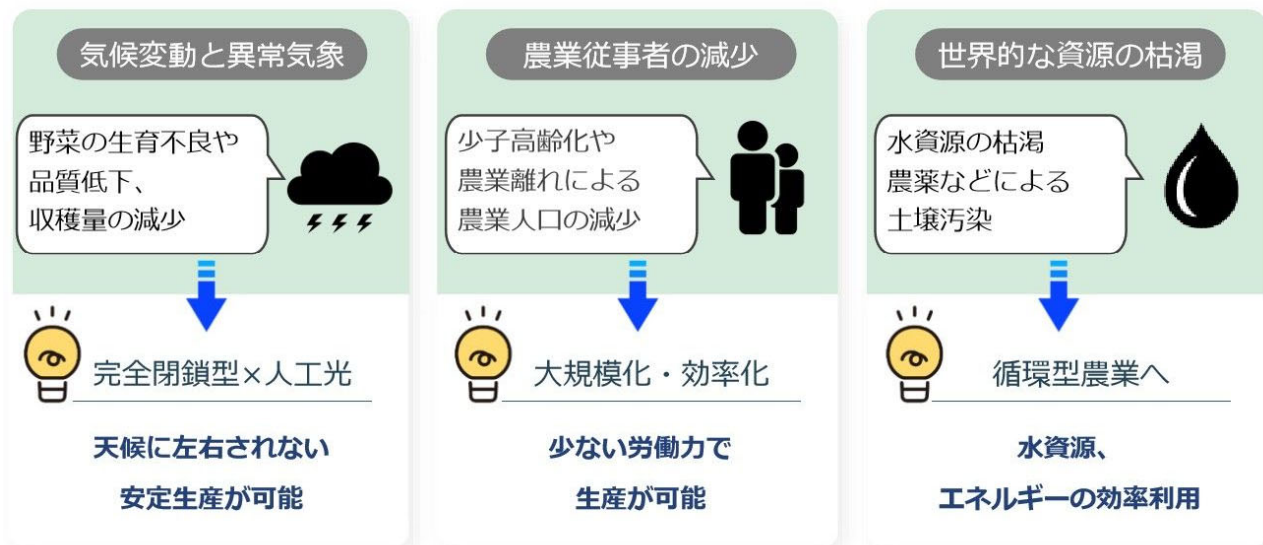 気候変動と異常気象
野菜の生育不良や
品質低下、
収穫量の減少
完全閉鎖型×人工光
天候に左右されない
安定生産が可能
農業従事者の減少
少子高齢化や
農業離れによる
農業人口の減少
大規模化・効率化
少ない労働力で
生産が可能
世界的な資源の枯渇
水資源の枯渇
農薬などによる
土壌汚染
循環型農業へ
水資源、
エネルギーの効率利用